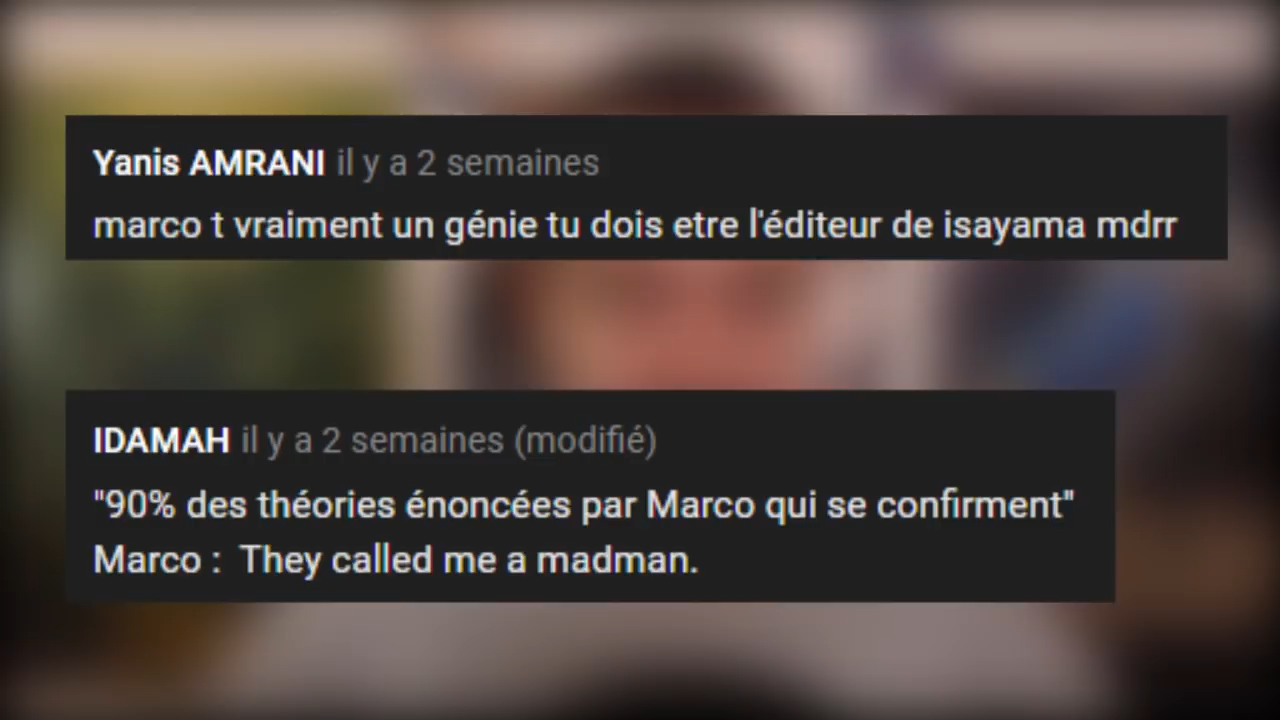 Yanis AMRANI il y a 2 semaines
marco t vraiment un génie tu dois etre l'éditeur de isayama mdrr
IDAMAH il y a 2 semaines (modifié)
"90% des théories énoncées par Marco qui se confirment"
Marco :  They called me a madman.